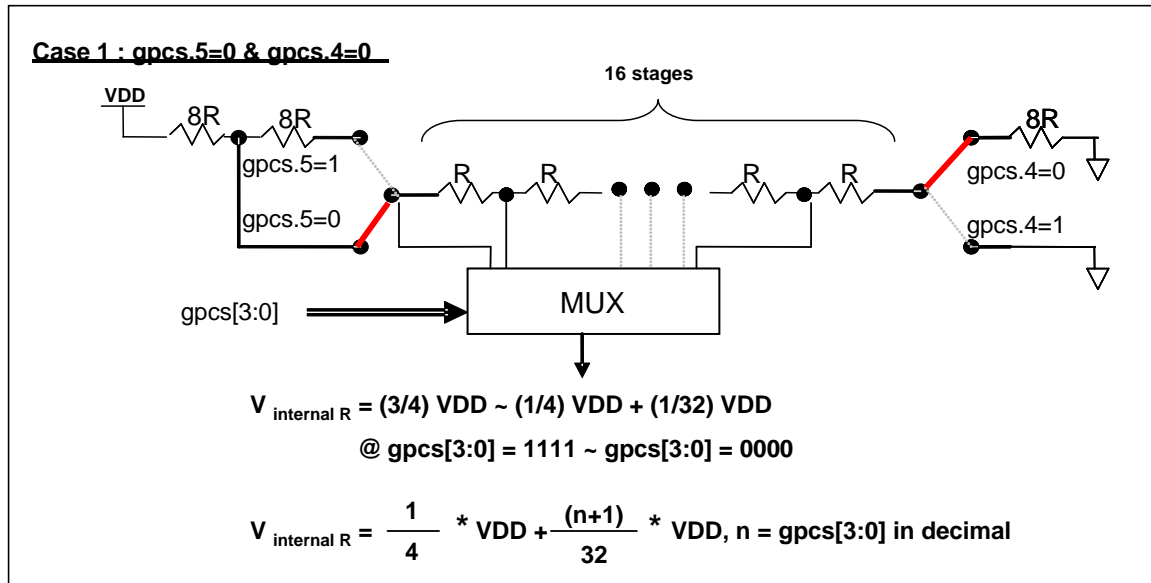 Case 1 : gpcs.5=0 & gpcs.4=0
16 stages
VDD
8R
8R
8R
gpcs.5=1
gpcs.4=0
R
R
R
R
gpcs.5=0
gpcs.4=1
gpcs[3:0]
MUX
V internal R = (3/4) VDD ~ (1/4) VDD + (1/32) VDD
@ gpcs[3:0] = 1111 ~ gpcs[3:0] = 0000
V internal R = 1/4 * VDD + (n+1)/32 * VDD, n = gpcs[3:0] in decimal